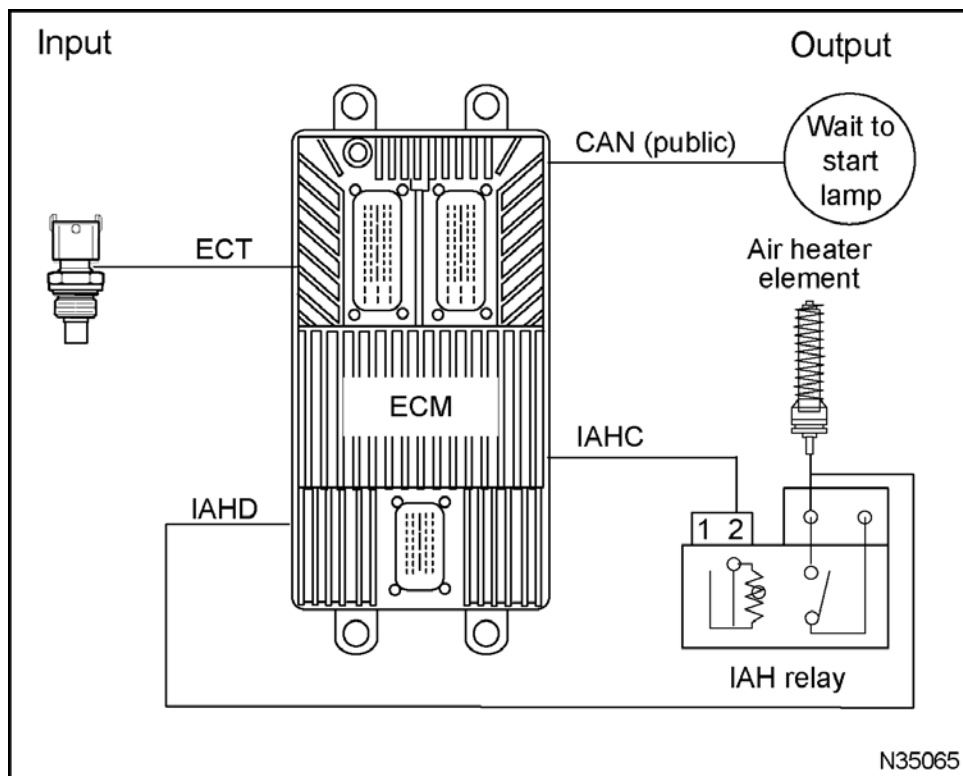 Input
Output
CAN (public)
Wait to
start
lamp
ECT
Air heater
element
ECM
IAHC
IAHD
1 2
IAH relay
N35065